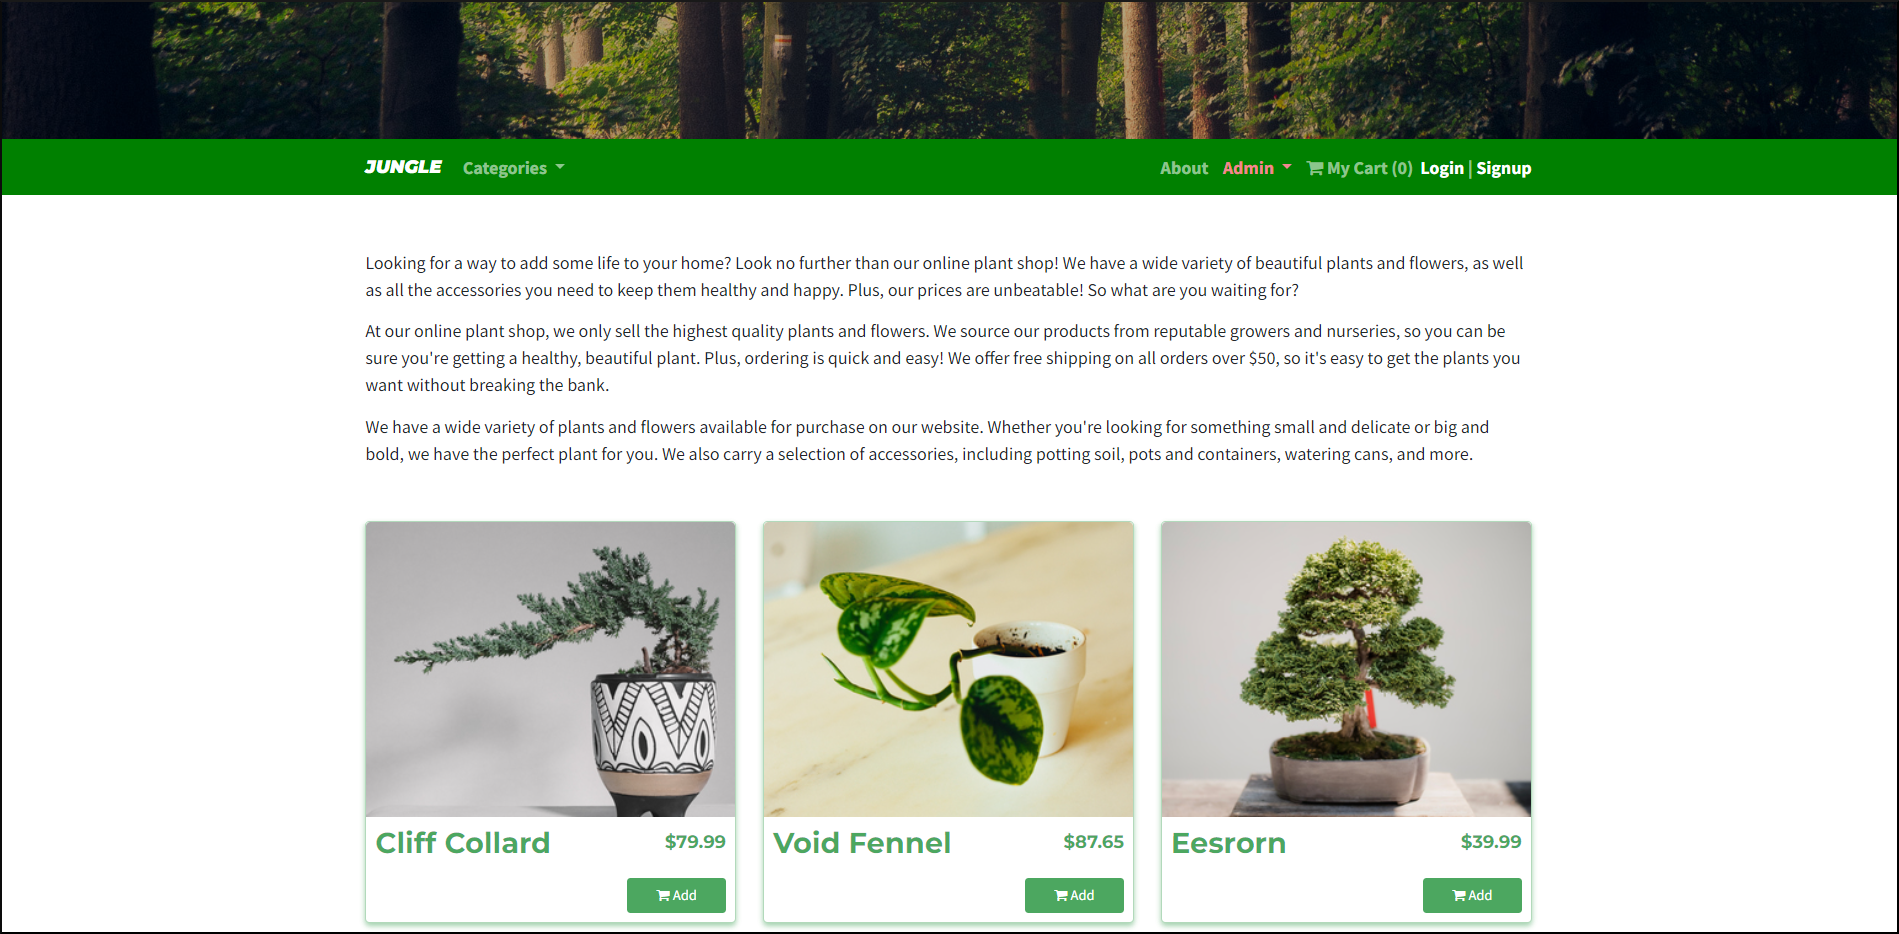 JUNGLE Categories About Admin My Cart (0) Login | Signup
Looking for a way to add some life to your home? Look no further than our online plant shop! We have a wide variety of beautiful plants and flowers, as well
as all the accessories you need to keep them healthy and happy. Plus, our prices are unbeatable! So what are you waiting for?
At our online plant shop, we only sell the highest quality plants and flowers. We source our products from reputable growers and nurseries, so you can be
sure you're getting a healthy, beautiful plant. Plus, ordering is quick and easy! We offer free shipping on all orders over $50, so it's easy to get the plants you
want without breaking the bank.
We have a wide variety of plants and flowers available for purchase on our website. Whether you're looking for something small and delicate or big and
bold, we have the perfect plant for you. We also carry a selection of accessories, including potting soil, pots and containers, watering cans, and more.
Cliff Collard $79.99
Add
Void Fennel $87.65
Add
Eesrorn $39.99
Add